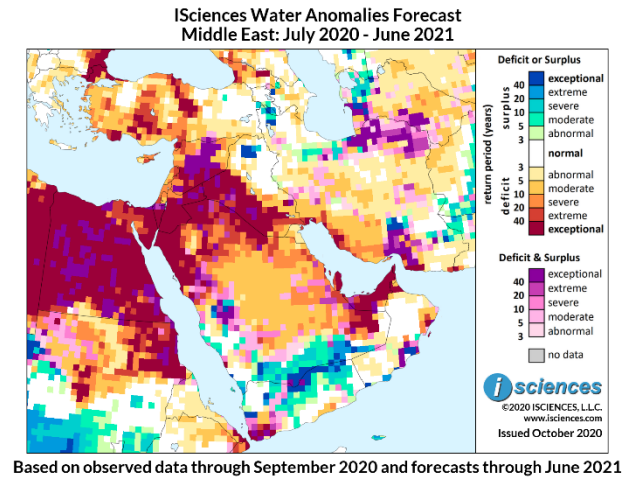 ISciences Water Anomalies Forecast
Middle East: July 2020 - June 2021
Deficit or Surplus
return period (years)
surplus
deficit
exceptional
40
extreme
20
severe
10
moderate
5
abnormal
3
normal
3
abnormal
5
moderate
10
severe
20
extreme
40
exceptional
Deficit & Surplus
exceptional
40
extreme
20
severe
10
moderate
5
abnormal
3
no data
i sciences
©2020 ISCIENCES, L.L.C.
www.isciences.com
Issued October 2020
Based on observed data through September 2020 and forecasts through June 2021